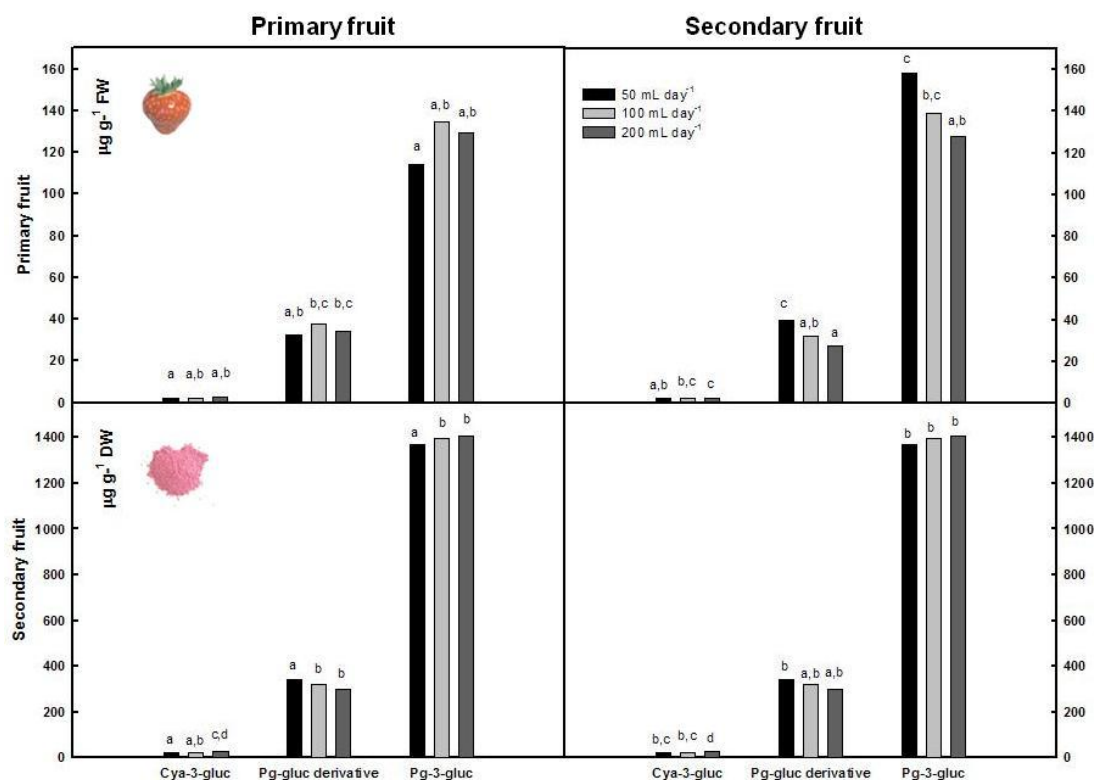 Primary fruit
Secondary fruit
160
140
120
100
80
60
40
20
0
Primary fruit
µg g-¹ FW
a a,b a,b
a,b b,c b,c
a a,b a,b
50 mL day⁻¹
100 mL day⁻¹
200 mL day⁻¹
a,b b,c c
c a,b a
c b,c a,b
160
140
120
100
80
60
40
20
0
1400
1200
1000
800
600
400
200
0
Secondary fruit
µg g-¹ DW
a a,b c,d
a b b
a b b
b,c b,c d
b a,b a,b
b b b
1400
1200
1000
800
600
400
200
0
Cya-3-gluc Pg-gluc derivative Pg-3-gluc
Cya-3-gluc Pg-gluc derivative Pg-3-gluc